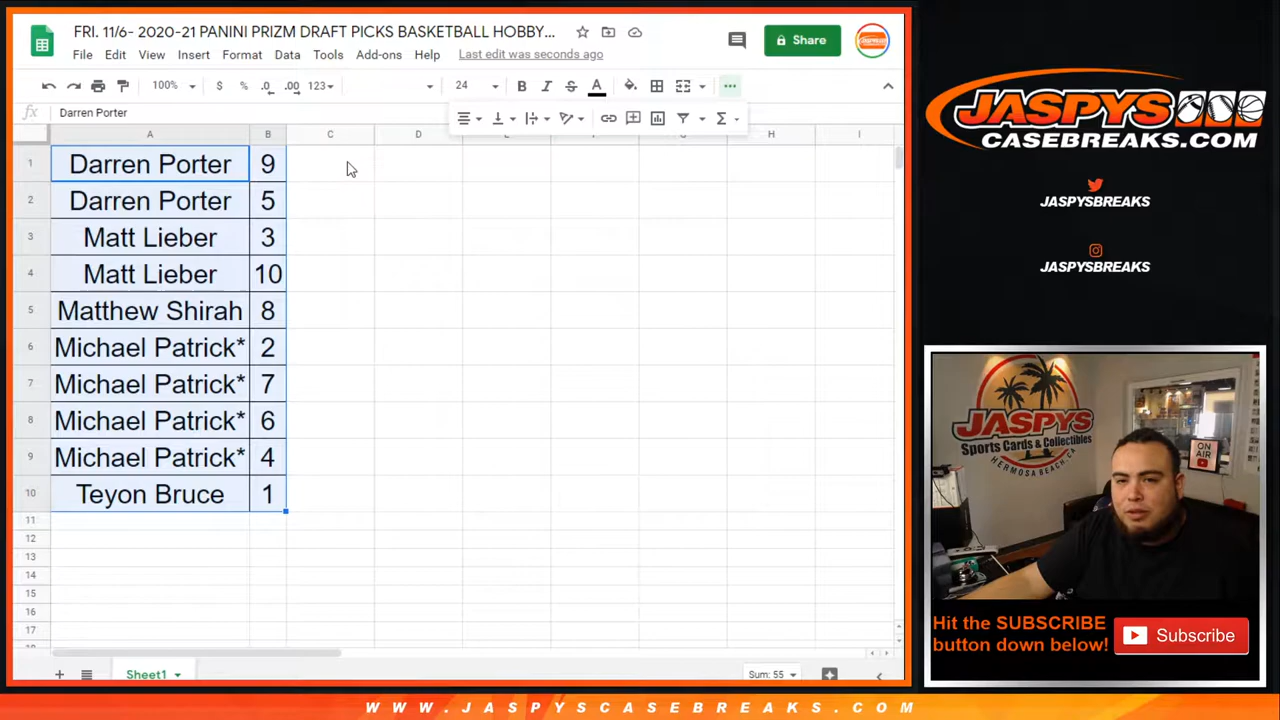 FRI. 11/6- 2020-21 PANINI PRIZM DRAFT PICKS BASKETBALL HOBBY...
File Edit View Insert Format Data Tools Add-ons Help Last edit was seconds ago
Share
100% $ % .0 .00 123 24 B I S A
fx Darren Porter
A B C D H I
1 Darren Porter 9
2 Darren Porter 5
3 Matt Lieber 3
4 Matt Lieber 10
5 Matthew Shirah 8
6 Michael Patrick* 2
7 Michael Patrick* 7
8 Michael Patrick* 6
9 Michael Patrick* 4
10 Teyon Bruce 1
11
12
13
14
15
16
17
Sheet1 Sum: 55
JASPYS
CASEBREAKS.COM
JASPYSBREAKS
JASPYSBREAKS
JASPYS
Sports Cards & Collectibles
HERMOSA BEACH, CA
ON
AIR
Hit the SUBSCRIBE
button down below!
Subscribe
WWW.JASPYSCASEBREAKS.COM